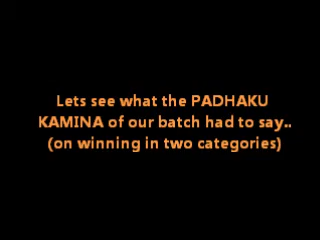 Lets see what the PADHAKU
KAMINA of our batch had to say..
(on winning in two categories)